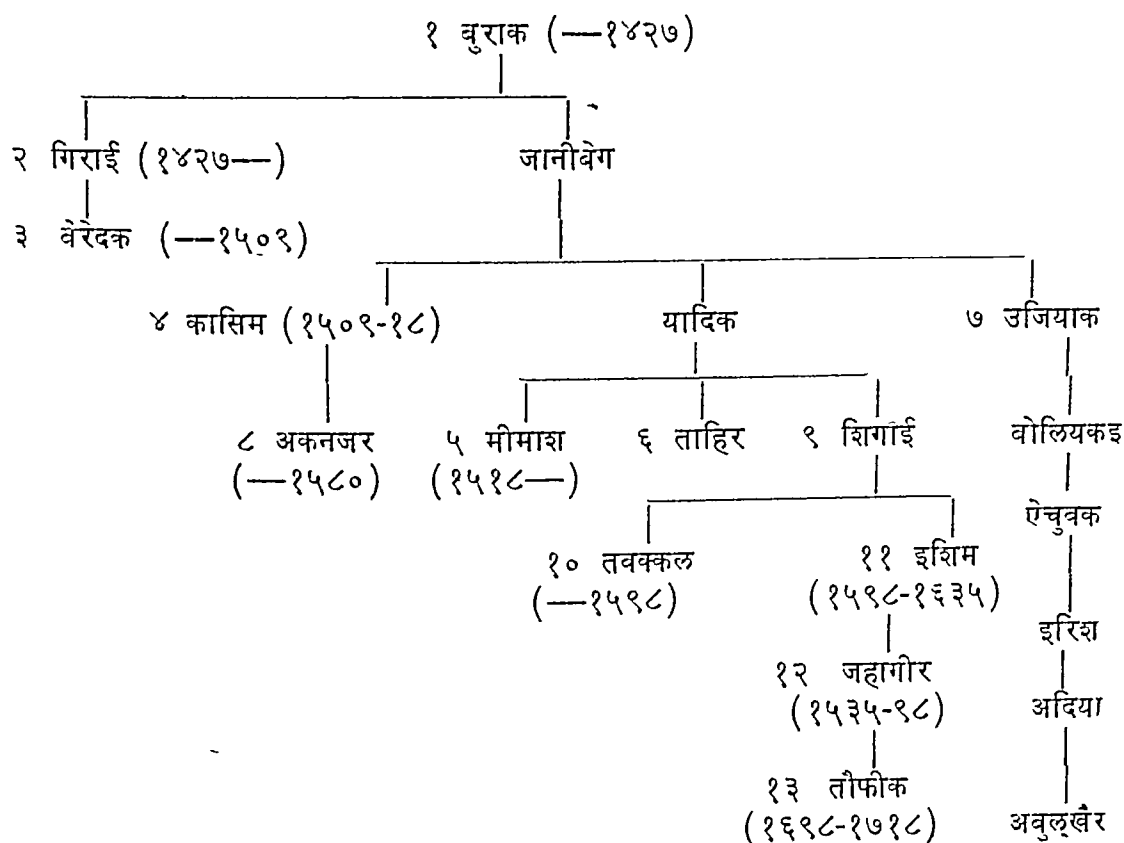 १ बुराक (—१४२७)
२ गिराई (१४२७—) जानीबेग
३ बेरेदक (—१५०९)
४ कासिम (१५०९-१८) यादिक ७ उजियाक
८ अकनजर ५ मीमाश ६ ताहिर ९ शिगाई बोलियकइ
(—१५८०) (१५१८—)
ऐचुवक
१० तवक्कल ११ इशिम
(—१५९८) (१५९८-१६३५)
इरिश
१२ जहागीर
(१५३५-९८) अदिया
१३ तौफीक
(१६९८-१७१८) अबुल्खैर